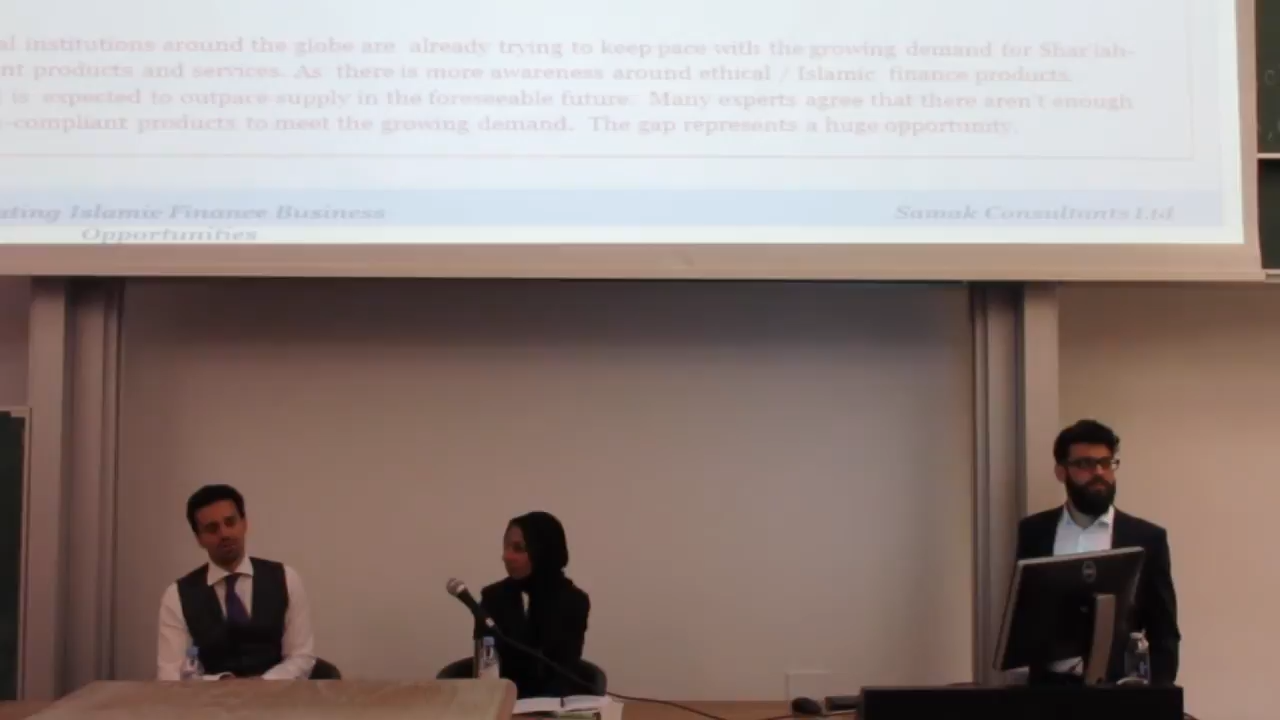 al institutions around the globe are already trying to keep pace with the growing demand for Shar'iah-
nt products and services. As there is more awareness around ethical / Islamic finance products.
l is expected to outpace supply in the foreseeable future. Many experts agree that there aren't enough
-compliant products to meet the growing demand. The gap represents a huge opportunity.
ating Islamic Finance Business
Opportunities
Samak Consultants Ltd